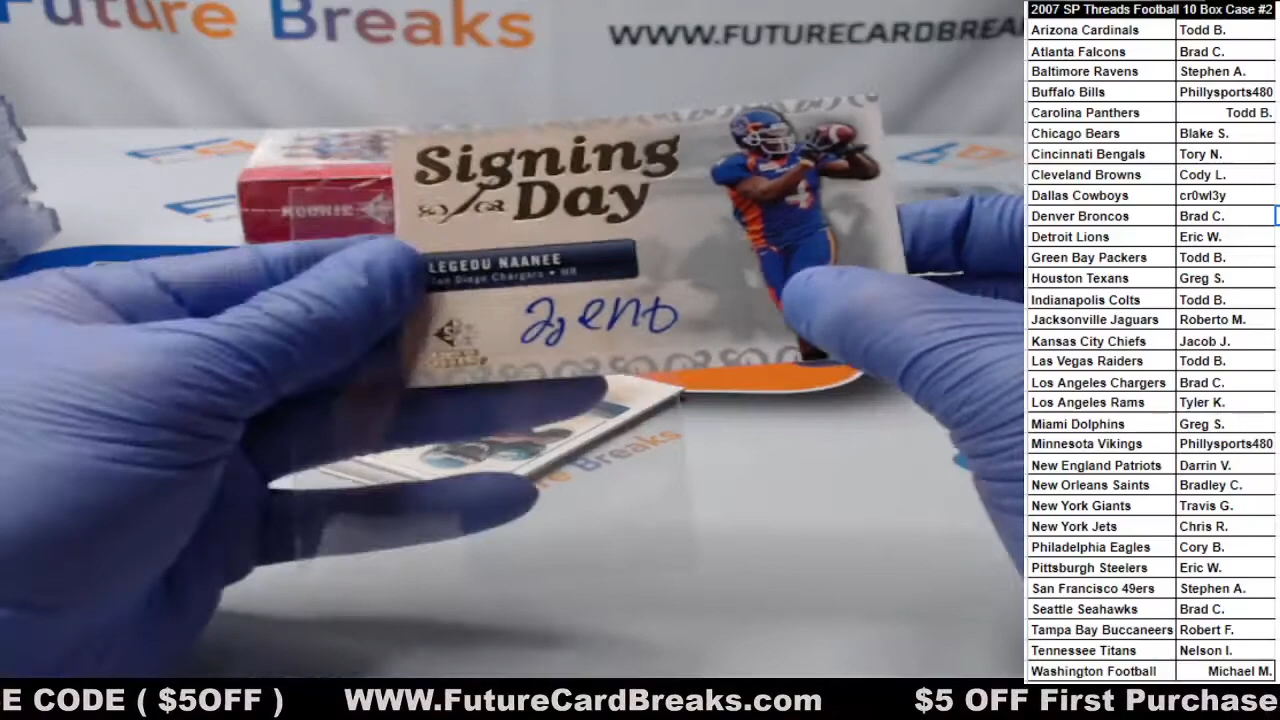 Future Breaks
WWW.FUTURECARDBREA
ROOKIE
Signing
Day
LEGEDU NAANEE
San Diego Chargers • WR
4
SP
Future Breaks
2007 SP Threads Football 10 Box Case #2
Arizona Cardinals Todd B.
Atlanta Falcons Brad C.
Baltimore Ravens Stephen A.
Buffalo Bills Phillysports480
Carolina Panthers Todd B.
Chicago Bears Blake S.
Cincinnati Bengals Tory N.
Cleveland Browns Cody L.
Dallas Cowboys cr0wl3y
Denver Broncos Brad C.
Detroit Lions Eric W.
Green Bay Packers Todd B.
Houston Texans Greg S.
Indianapolis Colts Todd B.
Jacksonville Jaguars Roberto M.
Kansas City Chiefs Jacob J.
Las Vegas Raiders Todd B.
Los Angeles Chargers Brad C.
Los Angeles Rams Tyler K.
Miami Dolphins Greg S.
Minnesota Vikings Phillysports480
New England Patriots Darrin V.
New Orleans Saints Bradley C.
New York Giants Travis G.
New York Jets Chris R.
Philadelphia Eagles Cory B.
Pittsburgh Steelers Eric W.
San Francisco 49ers Stephen A.
Seattle Seahawks Brad C.
Tampa Bay Buccaneers Robert F.
Tennessee Titans Nelson I.
Washington Football Michael M.
E CODE ( $5OFF ) WWW.FutureCardBreaks.com $5 OFF First Purchase